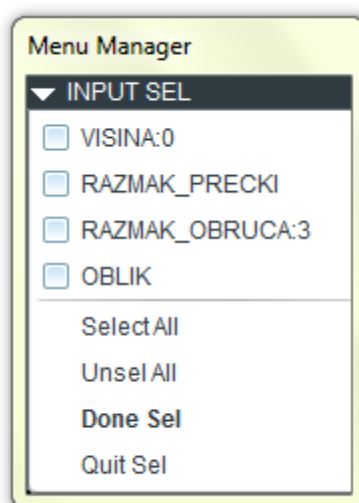 Menu Manager
INPUT SEL
VISINA:0
RAZMAK_PRECKI
RAZMAK_OBRUCA:3
OBLIK
Select All
Unsel All
Done Sel
Quit Sel